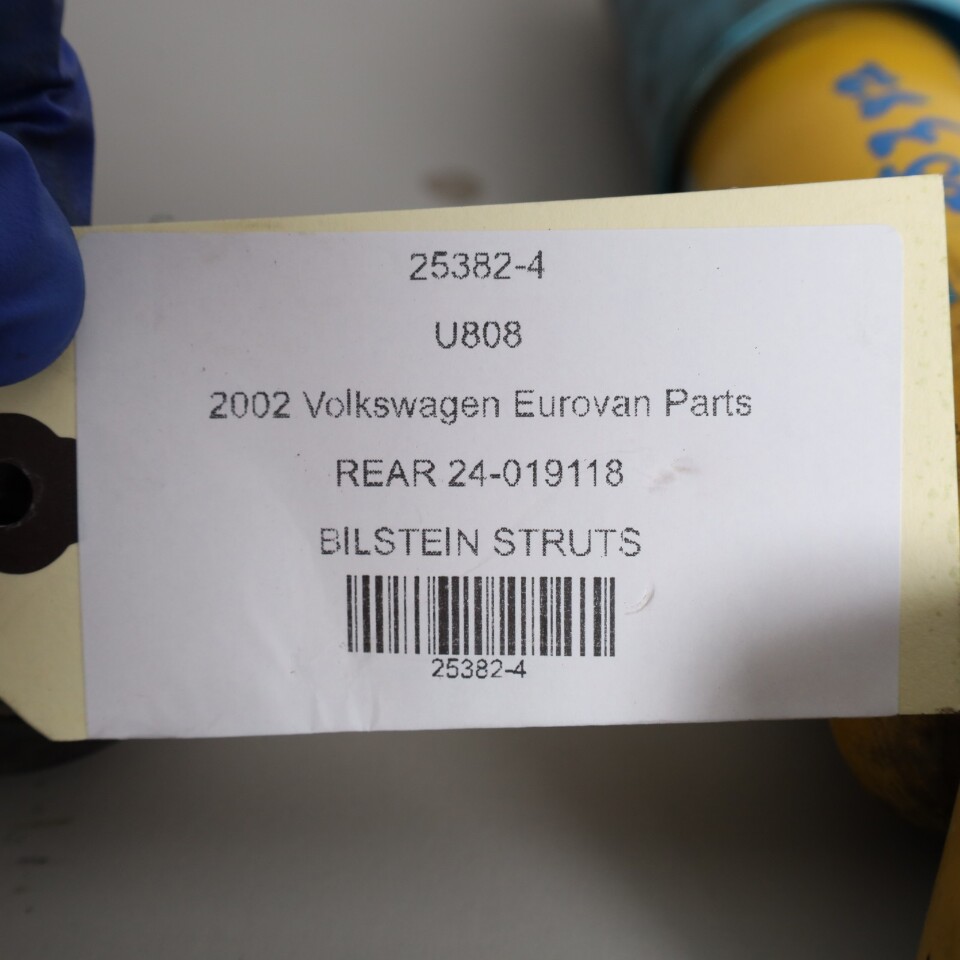 25382-4
U808
2002 Volkswagen Eurovan Parts
REAR 24-019118
BILSTEIN STRUTS
25382-4